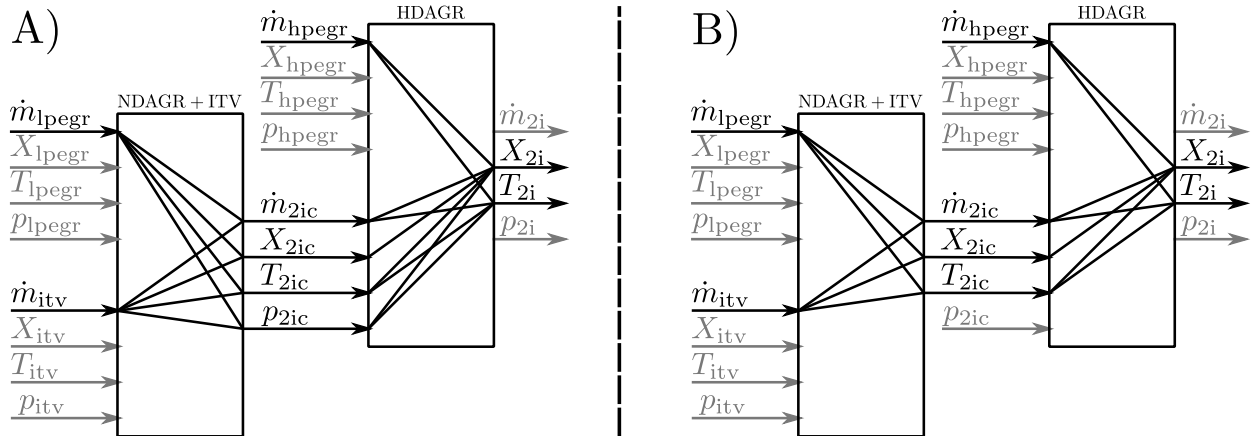 A)
HDAGR
ṁhpegr
Xhpegr
Thpegr
phpegr
NDAGR + ITV
ṁlpegr
Xlpegr
Tlpegr
plpegr
ṁ2i
X2i
T2i
p2i
ṁ2ic
X2ic
T2ic
p2ic
ṁitv
Xitv
Titv
pitv
B)
HDAGR
ṁhpegr
Xhpegr
Thpegr
phpegr
NDAGR + ITV
ṁlpegr
Xlpegr
Tlpegr
plpegr
ṁ2i
X2i
T2i
p2i
ṁ2ic
X2ic
T2ic
p2ic
ṁitv
Xitv
Titv
pitv